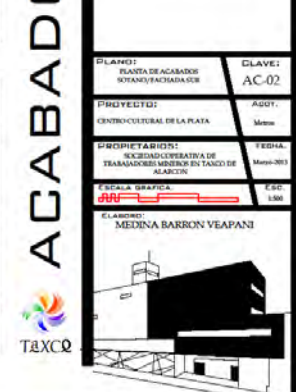 ACABADO
PLANO:
PLANTA DE ACABADOS
SOTANO/FACHADA SUR
CLAVE:
AC-02
PROYECTO:
CENTRO CULTURAL DE LA PLATA
ACOT.
Metros
PROPIETARIOS:
SOCIEDAD COPERATIVA DE
TRABAJADORES MINEROS EN TAXCO DE
ALARCON
FECHA.
Marzo-2013
ESCALA GRAFICA.
ESC.
1:500
ELABORO:
MEDINA BARRON VEAPANI
TAXCO